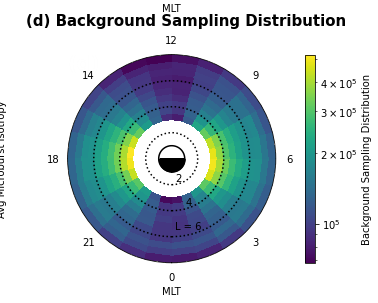 MLT
(d) Background Sampling Distribution
12
14
9
18
6
21
3
0
MLT
2
4
L = 6
4 × 10⁵
3 × 10⁵
2 × 10⁵
10⁵
Background Sampling Distribution
Avg Microburst Isotropy